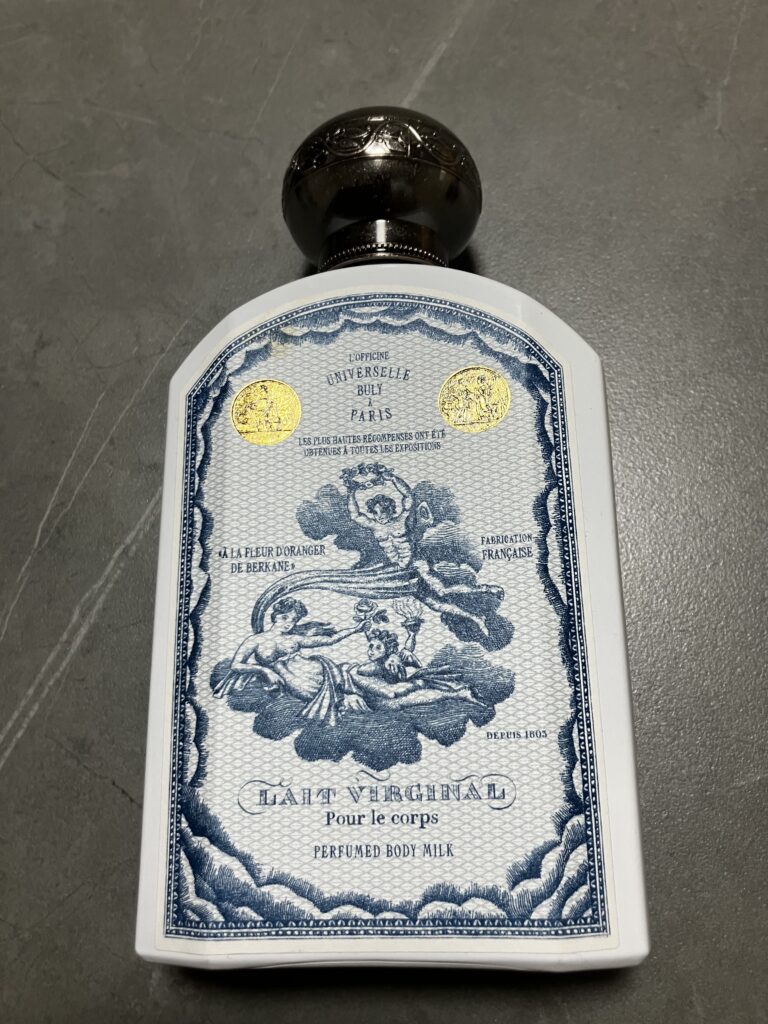 L'OFFICINE
UNIVERSELLE
BULY
À
PARIS
LES PLUS HAUTES RÉCOMPENSES ONT ÉTÉ
OBTENUES À TOUTES LES EXPOSITIONS
«À LA FLEUR D'ORANGER
DE BERKANE»
FABRICATION
FRANÇAISE
DEPUIS 1803
LAIT VIRGINAL
Pour le corps
PERFUMED BODY MILK